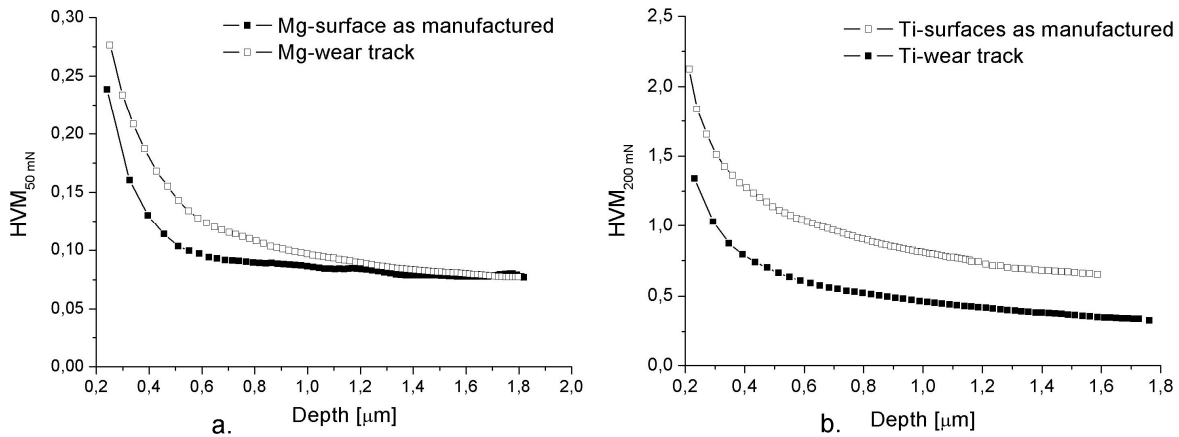 0,30
0,25
0,20
0,15
0,10
0,05
0,00
HVM50 mN
Mg-surface as manufactured
Mg-wear track
0,2 0,4 0,6 0,8 1,0 1,2 1,4 1,6 1,8 2,0
Depth [μm]
a.
2,5
2,0
1,5
1,0
0,5
0,0
HVM200 mN
Ti-surfaces as manufactured
Ti-wear track
0,2 0,4 0,6 0,8 1,0 1,2 1,4 1,6 1,8
b.
Depth [μm]